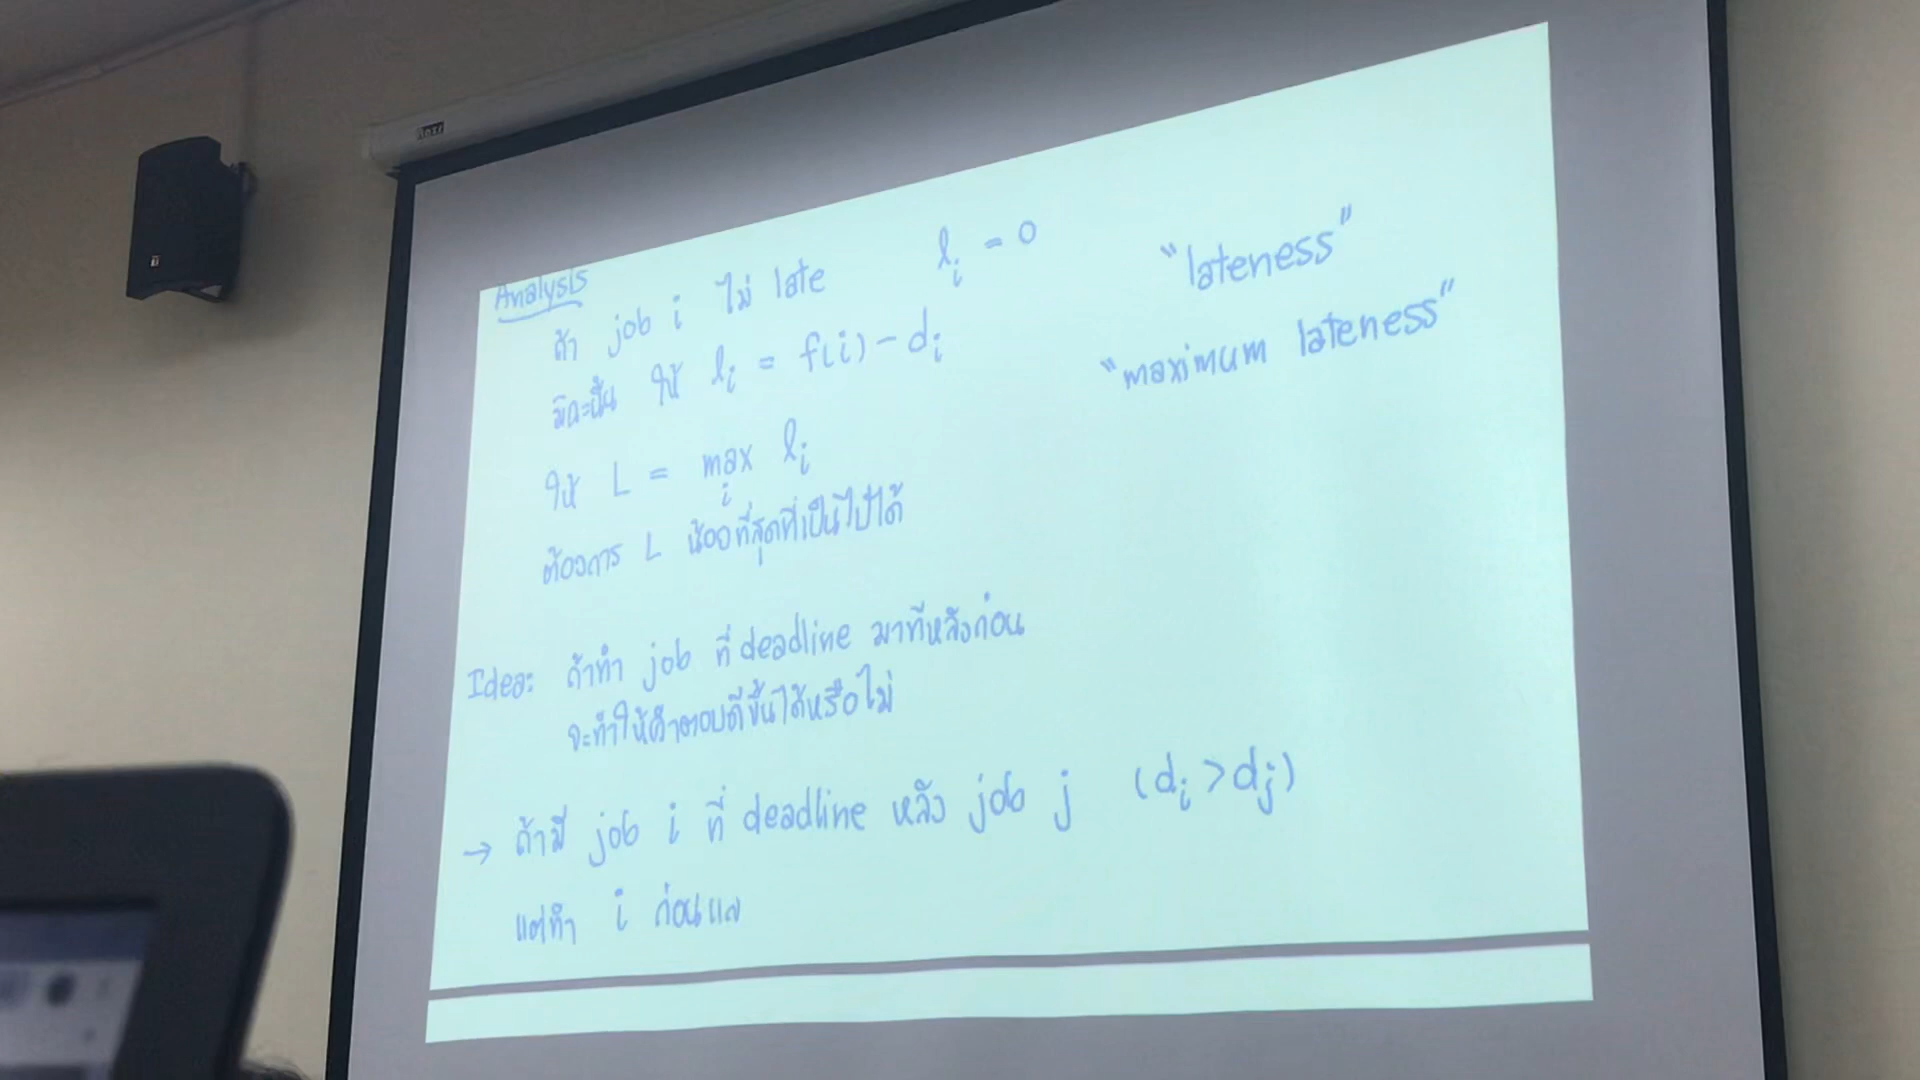 Analysis
ถ้า job i ไม่ late lᵢ = 0 "lateness"
มิฉะนั้น ให้ lᵢ = f(i) - dᵢ "maximum lateness"
ให้ L = max lᵢ
i
ต้องการ L น้อยที่สุดที่เป็นไปได้
Idea: ถ้าทำ job ที่ deadline มาทีหลังก่อน
จะทำให้คำตอบดีขึ้นได้หรือไม่
→ ถ้ามี job i ที่ deadline หลัง job j (dᵢ > dⱼ)
แต่ทำ i ก่อนแล